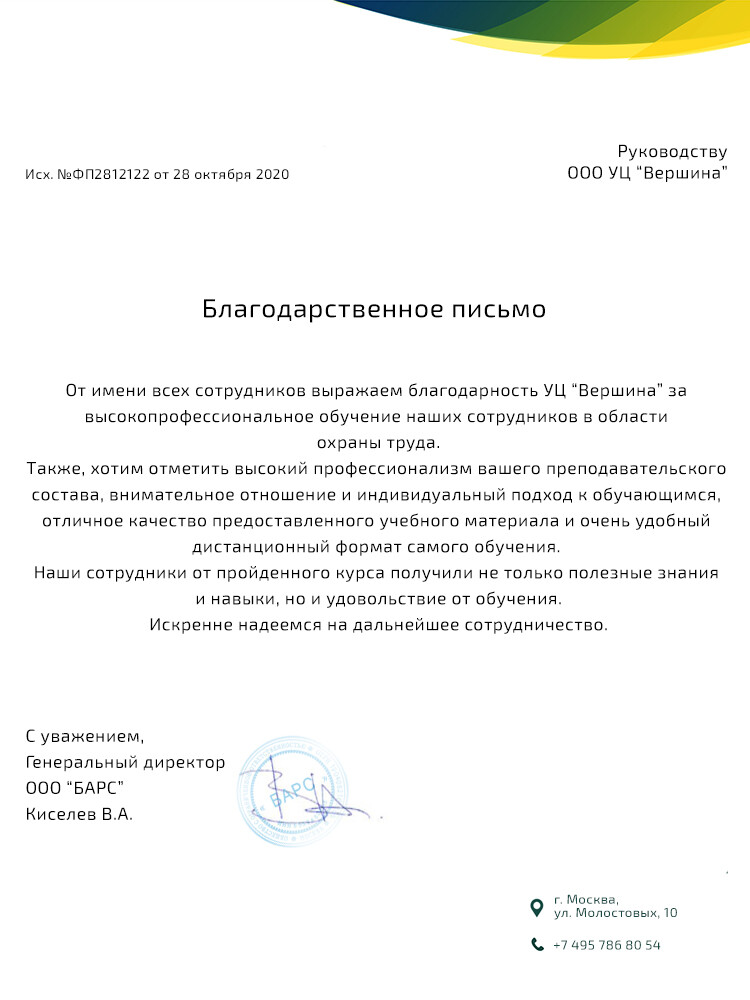 Руководству
Исх. №ФП2812122 от 28 октября 2020
ООО УЦ “Вершина”
Благодарственное письмо
От имени всех сотрудников выражаем благодарность УЦ “Вершина” за
высокопрофессиональное обучение наших сотрудников в области
охраны труда.
Также, хотим отметить высокий профессионализм вашего преподавательского
состава, внимательное отношение и индивидуальный подход к обучающимся,
отличное качество предоставленного учебного материала и очень удобный
дистанционный формат самого обучения.
Наши сотрудники от пройденного курса получили не только полезные знания
и навыки, но и удовольствие от обучения.
Искренне надеемся на дальнейшее сотрудничество.
С уважением,
Генеральный директор
ООО “БАРС”
Киселев В.А.
БАРС
г. Москва,
ул. Молостовых, 10
+7 495 786 80 54